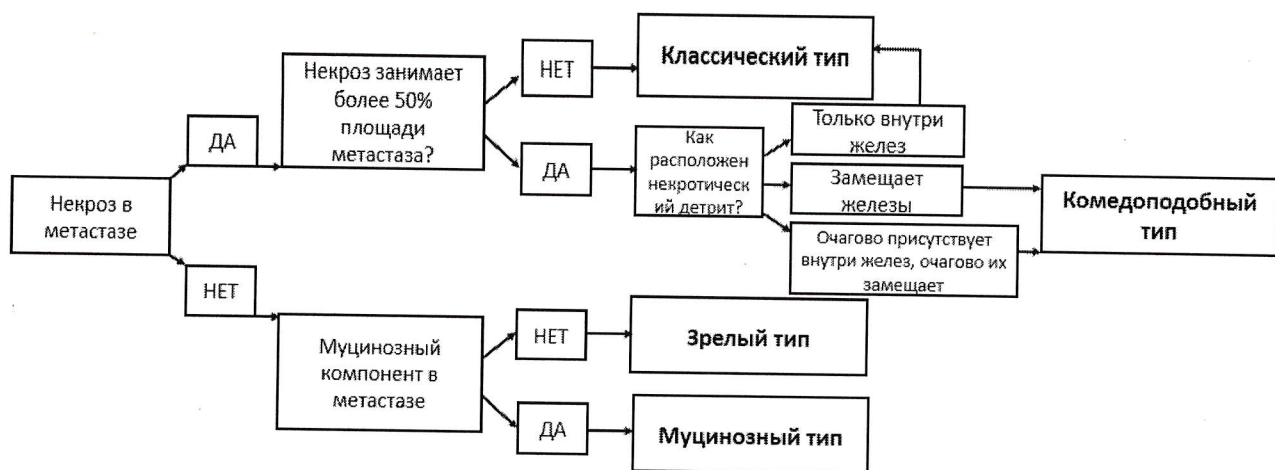 Некроз в
метастазе
ДА
Некроз занимает
более 50%
площади
метастаза?
НЕТ
Классический тип
ДА
Как
расположен
некротическ
ий детрит?
Только внутри
желез
Замещает
железы
Очагово присутствует
внутри желез, очагово их
замещает
Комедоподобный
тип
НЕТ
Муцинозный
компонент в
метастазе
НЕТ
Зрелый тип
ДА
Муцинозный тип